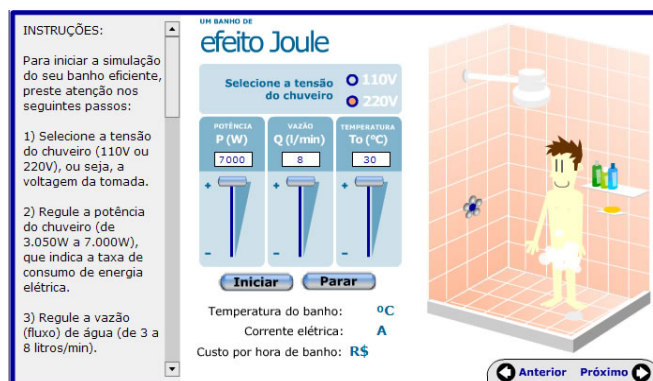 INSTRUÇÕES:
Para iniciar a simulação
do seu banho eficiente,
preste atenção nos
seguintes passos:
1) Selecione a tensão
do chuveiro (110V ou
220V), ou seja, a
voltagem da tomada.
2) Regule a potência
do chuveiro (de
3.050W a 7.000W),
que indica a taxa de
consumo de energia
elétrica.
3) Regule a vazão
(fluxo) de água (de 3 a
8 litros/min).
UM BANHO DE
efeito Joule
Selecione a tensão
do chuveiro
110V
220V
POTÊNCIA VAZÃO TEMPERATURA
P (W) Q (l/min) To (ºC)
7000 8 30
+ + +
- - -
Iniciar Parar
Temperatura do banho: ºC
Corrente elétrica: A
Custo por hora de banho: R$
Anterior Próximo